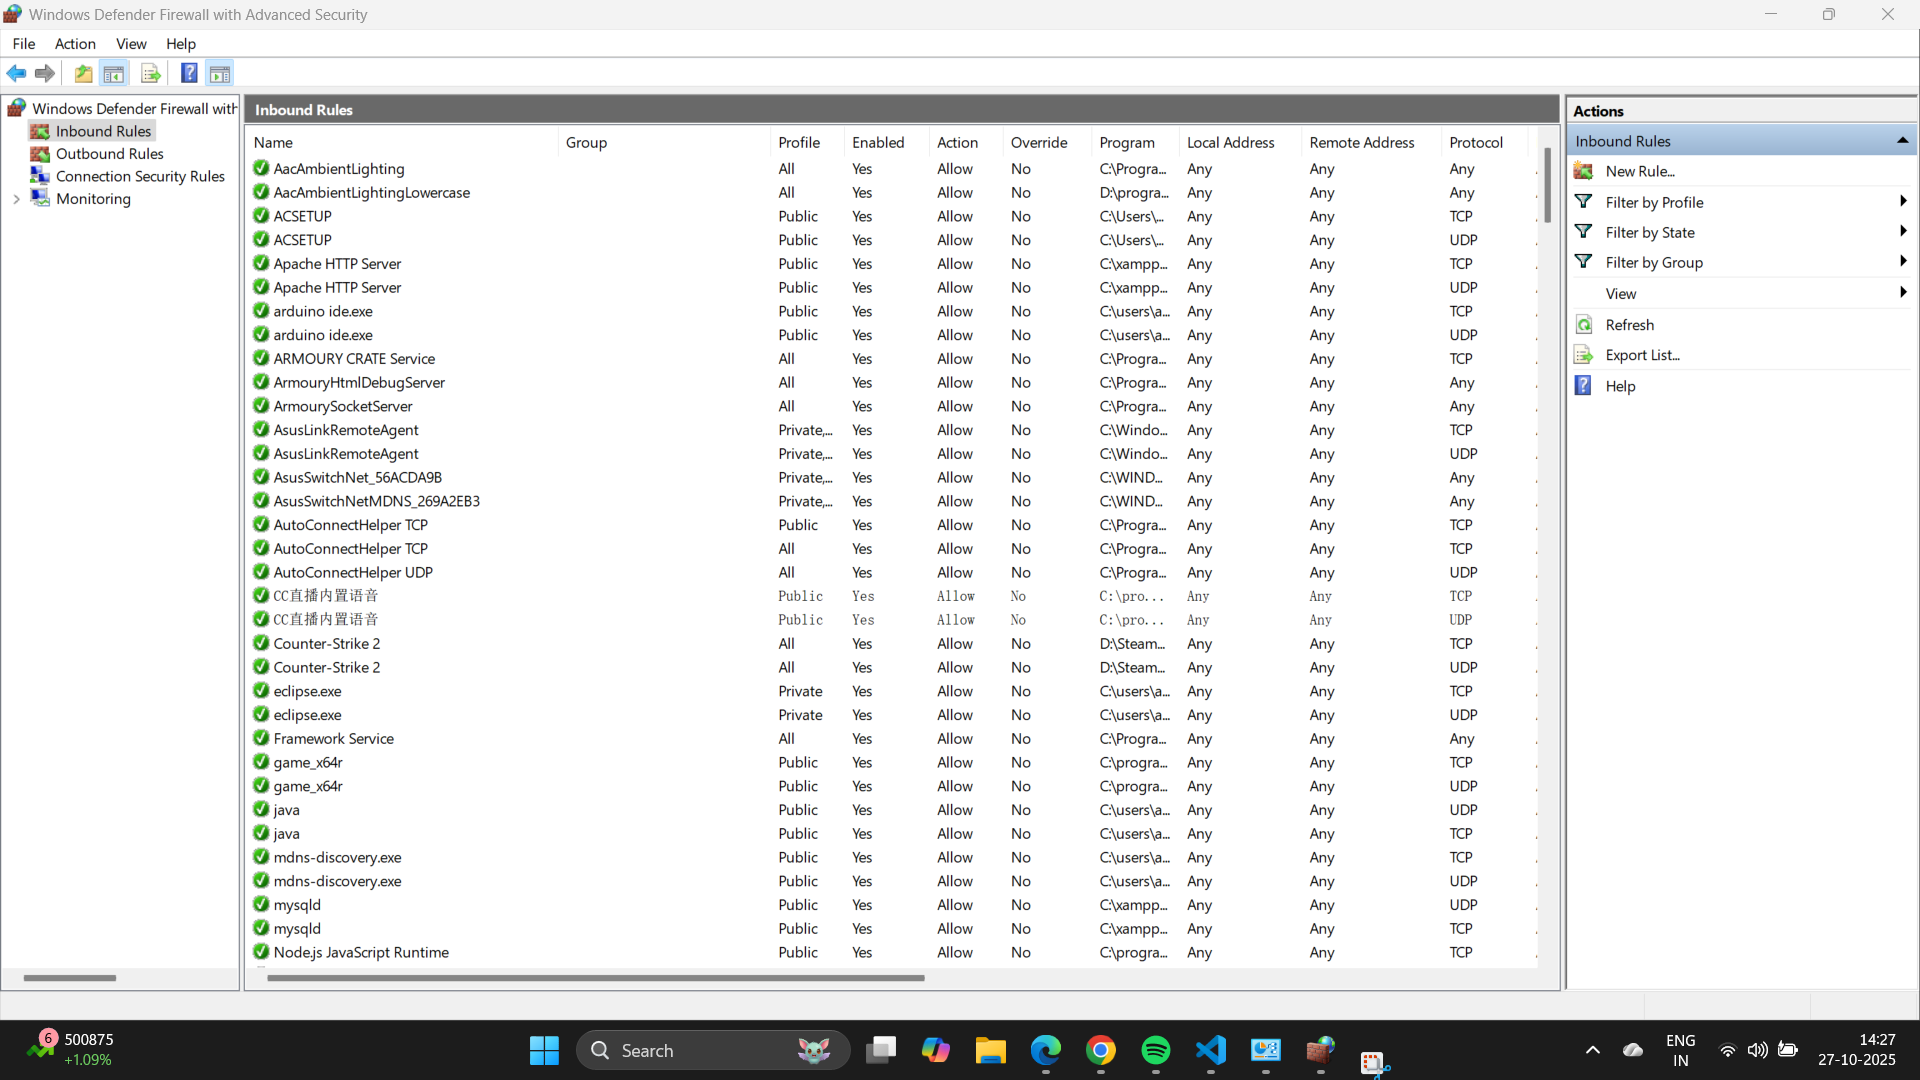 Windows Defender Firewall with Advanced Security
File Action View Help
Windows Defender Firewall with
Inbound Rules
Outbound Rules
Connection Security Rules
Monitoring
Inbound Rules
Name Group Profile Enabled Action Override Program Local Address Remote Address Protocol
AacAmbientLighting All Yes Allow No C:\Progra... Any Any Any
AacAmbientLightingLowercase All Yes Allow No D:\progra... Any Any Any
ACSETUP Public Yes Allow No C:\Users\... Any Any TCP
ACSETUP Public Yes Allow No C:\Users\... Any Any UDP
Apache HTTP Server Public Yes Allow No C:\xampp... Any Any TCP
Apache HTTP Server Public Yes Allow No C:\xampp... Any Any UDP
arduino ide.exe Public Yes Allow No C:\users\a... Any Any TCP
arduino ide.exe Public Yes Allow No C:\users\a... Any Any UDP
ARMOURY CRATE Service All Yes Allow No C:\Progra... Any Any TCP
ArmouryHtmlDebugServer All Yes Allow No C:\Progra... Any Any Any
ArmourySocketServer All Yes Allow No C:\Progra... Any Any Any
AsusLinkRemoteAgent Private,... Yes Allow No C:\Windo... Any Any TCP
AsusLinkRemoteAgent Private,... Yes Allow No C:\Windo... Any Any UDP
AsusSwitchNet_56ACDA9B Private,... Yes Allow No C:\WIND... Any Any Any
AsusSwitchNetMDNS_269A2EB3 Private,... Yes Allow No C:\WIND... Any Any Any
AutoConnectHelper TCP Public Yes Allow No C:\Progra... Any Any TCP
AutoConnectHelper TCP All Yes Allow No C:\Progra... Any Any TCP
AutoConnectHelper UDP All Yes Allow No C:\Progra... Any Any UDP
CC直播内置语音 Public Yes Allow No C:\pro... Any Any TCP
CC直播内置语音 Public Yes Allow No C:\pro... Any Any UDP
Counter-Strike 2 All Yes Allow No D:\Steam... Any Any TCP
Counter-Strike 2 All Yes Allow No D:\Steam... Any Any UDP
eclipse.exe Private Yes Allow No C:\users\a... Any Any TCP
eclipse.exe Private Yes Allow No C:\users\a... Any Any UDP
Framework Service All Yes Allow No C:\Progra... Any Any Any
game_x64r Public Yes Allow No C:\progra... Any Any TCP
game_x64r Public Yes Allow No C:\progra... Any Any UDP
java Public Yes Allow No C:\users\a... Any Any UDP
java Public Yes Allow No C:\users\a... Any Any TCP
mdns-discovery.exe Public Yes Allow No C:\users\a... Any Any TCP
mdns-discovery.exe Public Yes Allow No C:\users\a... Any Any UDP
mysqld Public Yes Allow No C:\xampp... Any Any UDP
mysqld Public Yes Allow No C:\xampp... Any Any TCP
Node.js JavaScript Runtime Public Yes Allow No C:\progra... Any Any TCP
Actions
Inbound Rules
New Rule...
Filter by Profile
Filter by State
Filter by Group
View
Refresh
Export List...
Help
6
500875
+1.09%
Search
ENG
IN
14:27
27-10-2025